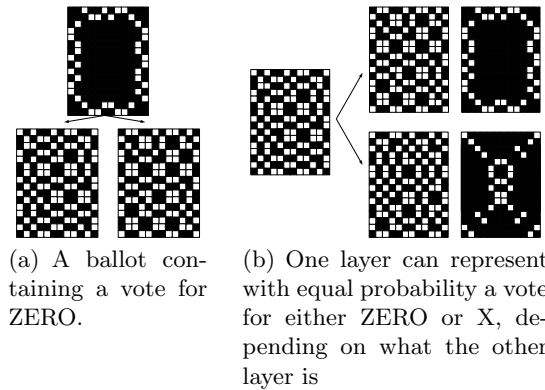 (a) A ballot con-
taining a vote for
ZERO.
(b) One layer can represent
with equal probability a vote
for either ZERO or X, de-
pending on what the other
layer is